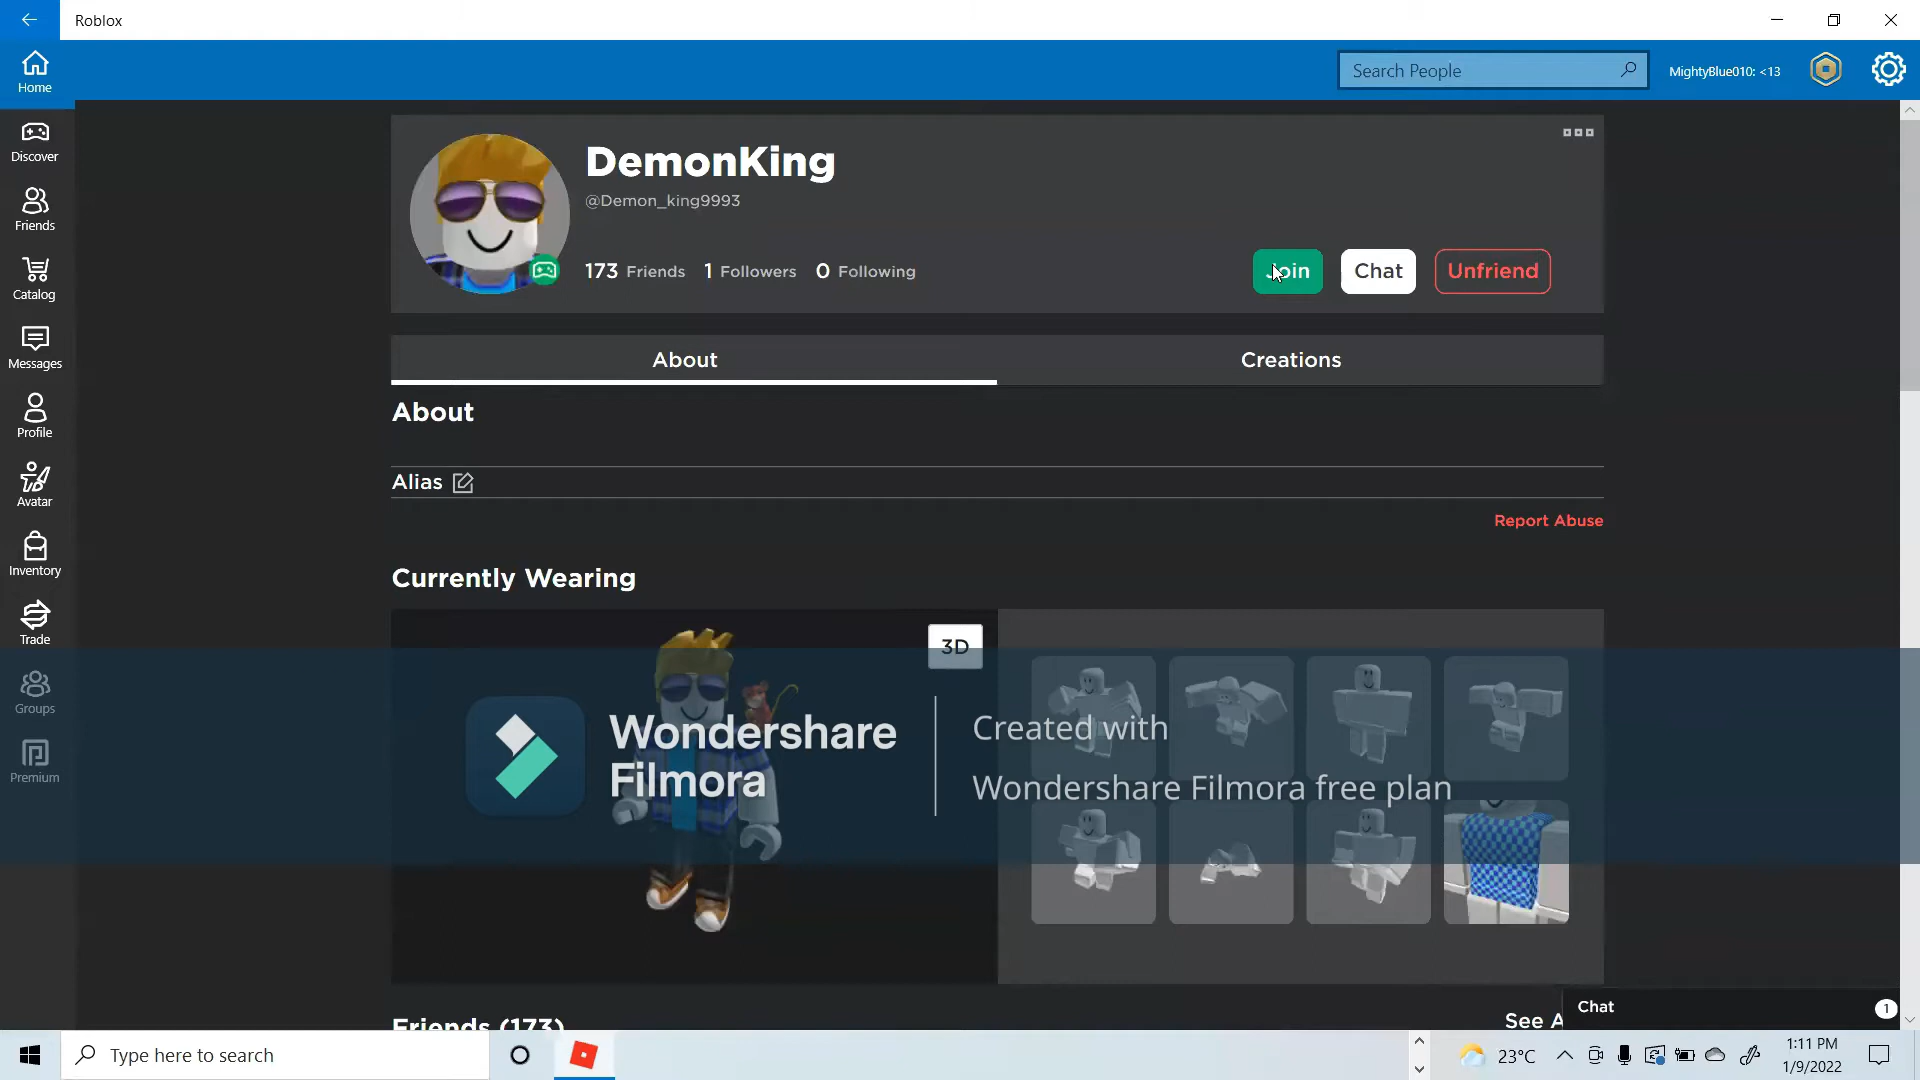 Roblox
Home
Search People
MightyBlue010: <13
Discover
Friends
Catalog
Messages
Profile
Avatar
Inventory
Trade
Groups
Premium
DemonKing
@Demon_king9993
173 Friends 1 Followers 0 Following
Join Chat Unfriend
About Creations
About
Alias
Report Abuse
Currently Wearing
3D
Wondershare
Filmora
Created with
Wondershare Filmora free plan
Friends (173)
See A
Chat 1
Type here to search
23°C
1:11 PM
1/9/2022